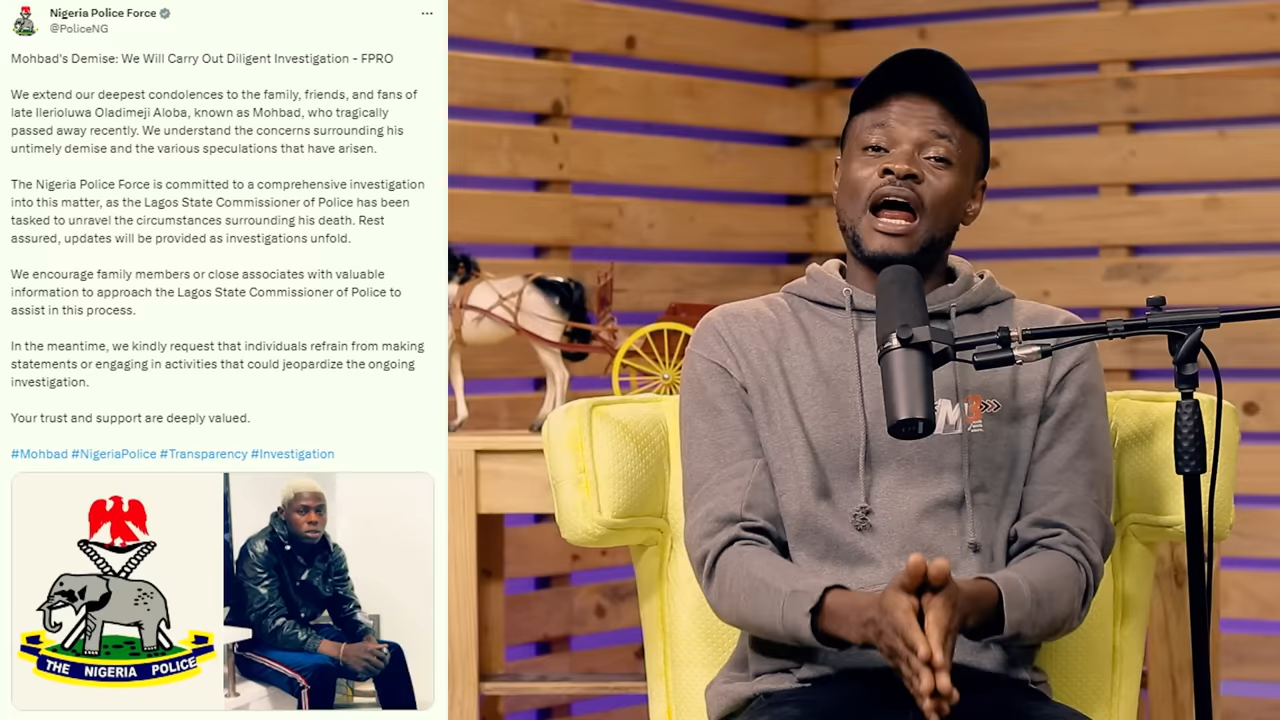 Nigeria Police Force
@PoliceNG
Mohbad's Demise: We Will Carry Out Diligent Investigation - FPRO
We extend our deepest condolences to the family, friends, and fans of
late Ilerioluwa Oladimeji Aloba, known as Mohbad, who tragically
passed away recently. We understand the concerns surrounding his
untimely demise and the various speculations that have arisen.
The Nigeria Police Force is committed to a comprehensive investigation
into this matter, as the Lagos State Commissioner of Police has been
tasked to unravel the circumstances surrounding his death. Rest
assured, updates will be provided as investigations unfold.
We encourage family members or close associates with valuable
information to approach the Lagos State Commissioner of Police to
assist in this process.
In the meantime, we kindly request that individuals refrain from making
statements or engaging in activities that could jeopardize the ongoing
investigation.
Your trust and support are deeply valued.
#Mohbad #NigeriaPolice #Transparency #Investigation
THE NIGERIA POLICE